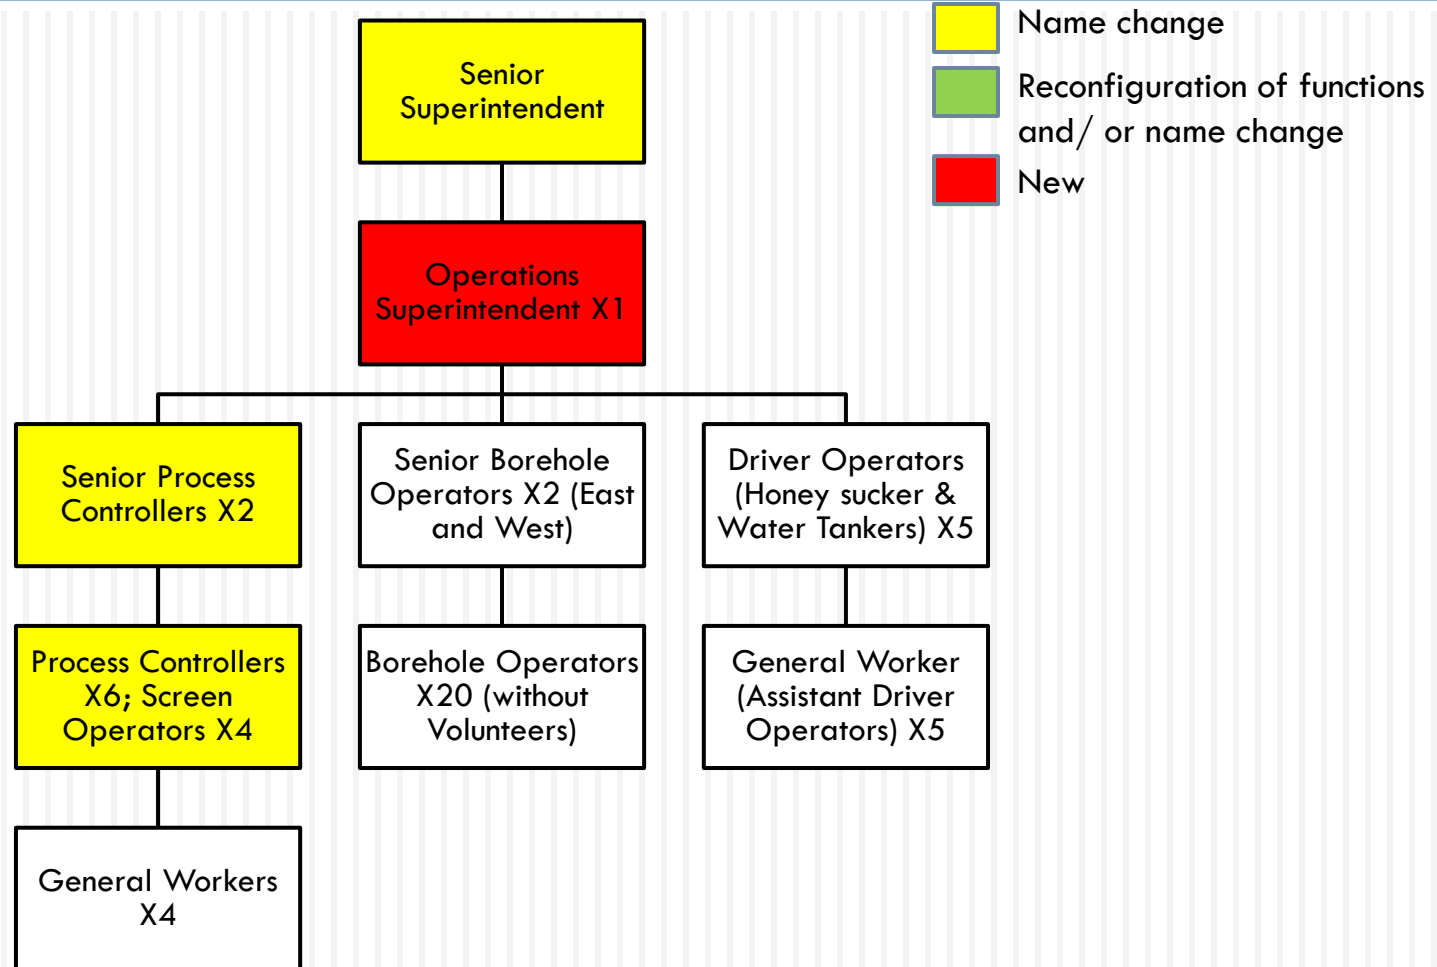 Name change
Reconfiguration of functions
and/ or name change
New
Senior
Superintendent
Operations
Superintendent X1
Senior Process
Controllers X2
Senior Borehole
Operators X2 (East
and West)
Driver Operators
(Honey sucker &
Water Tankers) X5
Process Controllers
X6; Screen
Operators X4
Borehole Operators
X20 (without
Volunteers)
General Worker
(Assistant Driver
Operators) X5
General Workers
X4